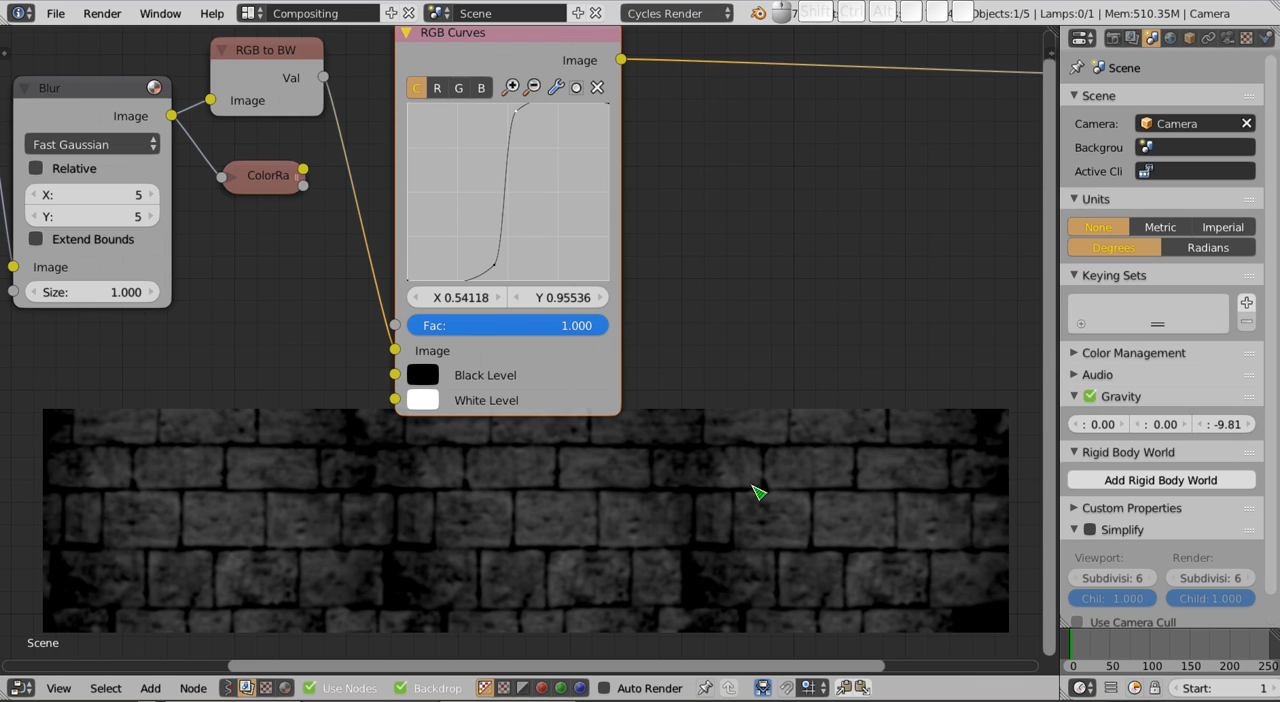 File Render Window Help Compositing Scene Cycles Render 7 Shift Ctrl Alt Objects:1/5 | Lamps:0/1 | Mem:510.35M | Camera
RGB Curves
RGB to BW
Image
Val
Image
Blur
Image
C R G B
Fast Gaussian
Relative
ColorRa
X: 5
Y: 5
Extend Bounds
Image
Size: 1.000
X 0.54118 Y 0.95536
Fac: 1.000
Image
Black Level
White Level
Scene
View Select Add Node Use Nodes Backdrop Auto Render
Scene
Scene
Camera: Camera
Backgrou
Active Cli
Units
None Metric Imperial
Degrees Radians
Keying Sets
Color Management
Audio
Gravity
: 0.00 : 0.00 : -9.81
Rigid Body World
Add Rigid Body World
Custom Properties
Simplify
Viewport: Render:
Subdivisi: 6 Subdivisi: 6
Chil: 1.000 Child: 1.000
Use Camera Cull
0 50 100 150 200 250
Start: 1